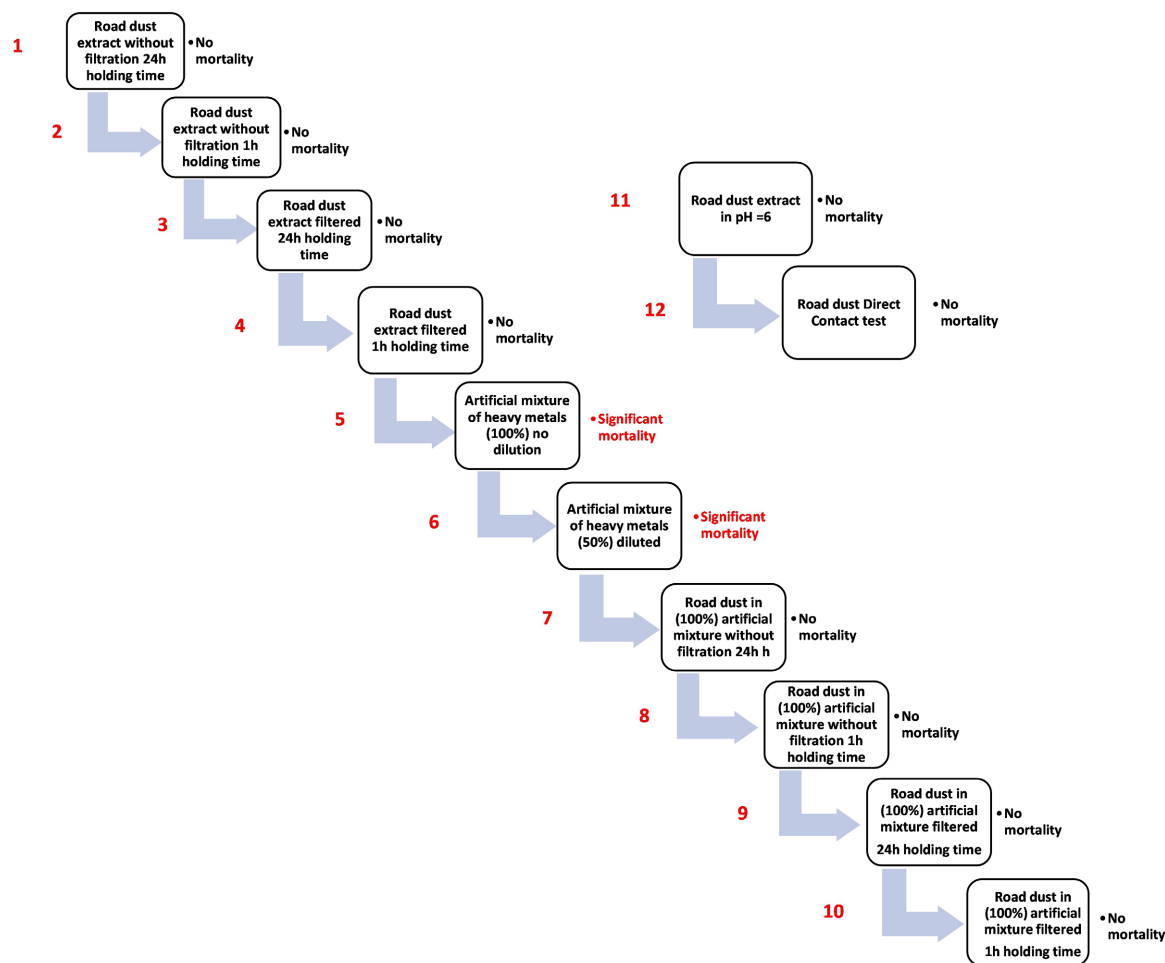 1
Road dust
extract without
filtration 24h
holding time
•No
mortality
2
Road dust
extract without
filtration 1h
holding time
•No
mortality
3
Road dust
extract filtered
24h holding
time
•No
mortality
4
Road dust
extract filtered
1h holding time
•No
mortality
5
Artificial mixture
of heavy metals
(100%) no
dilution
•Significant
mortality
6
Artificial mixture
of heavy metals
(50%) diluted
•Significant
mortality
7
Road dust in
(100%) artificial
mixture without
filtration 24h h
•No
mortality
8
Road dust in
(100%) artificial
mixture without
filtration 1h
holding time
•No
mortality
9
Road dust in
(100%) artificial
mixture filtered
24h holding time
•No
mortality
10
Road dust in
(100%) artificial
mixture filtered
1h holding time
•No
mortality
11
Road dust extract
in pH =6
•No
mortality
12
Road dust Direct
Contact test
•No
mortality